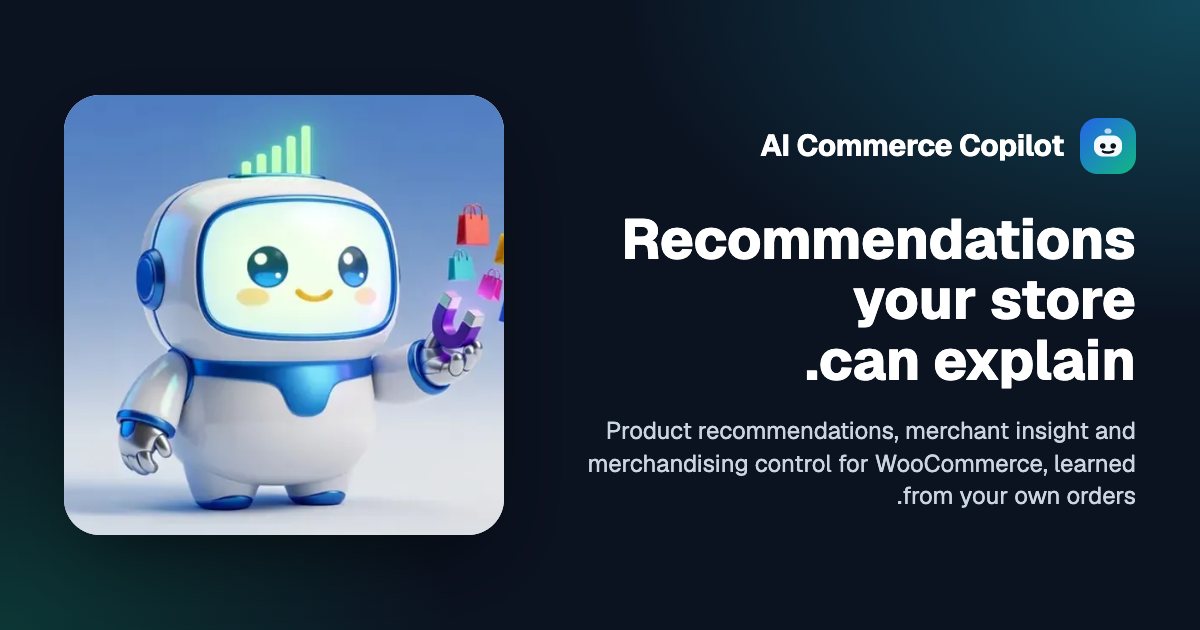 AI Commerce Copilot
Recommendations
your store
.can explain
Product recommendations, merchant insight and
merchandising control for WooCommerce, learned
.from your own orders